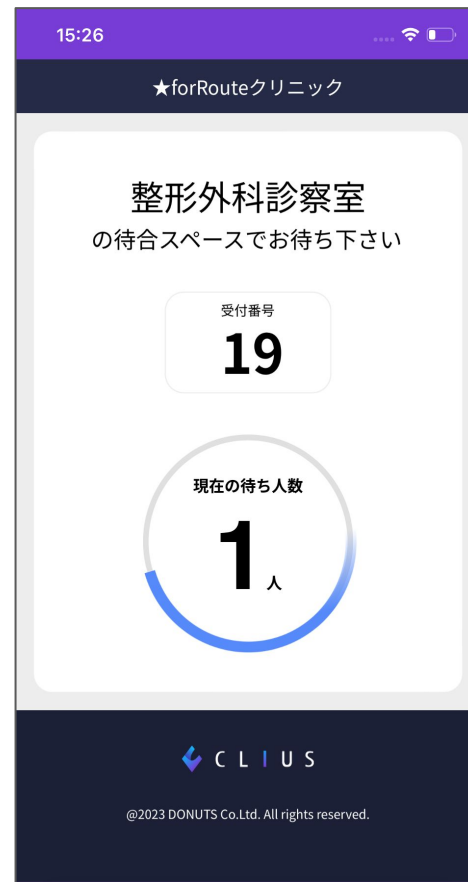 15:26
★forRouteクリニック
整形外科診察室
の待合スペースでお待ち下さい
受付番号
19
現在の待ち人数
1人
CLIUS
@2023 DONUTS Co.Ltd. All rights reserved.